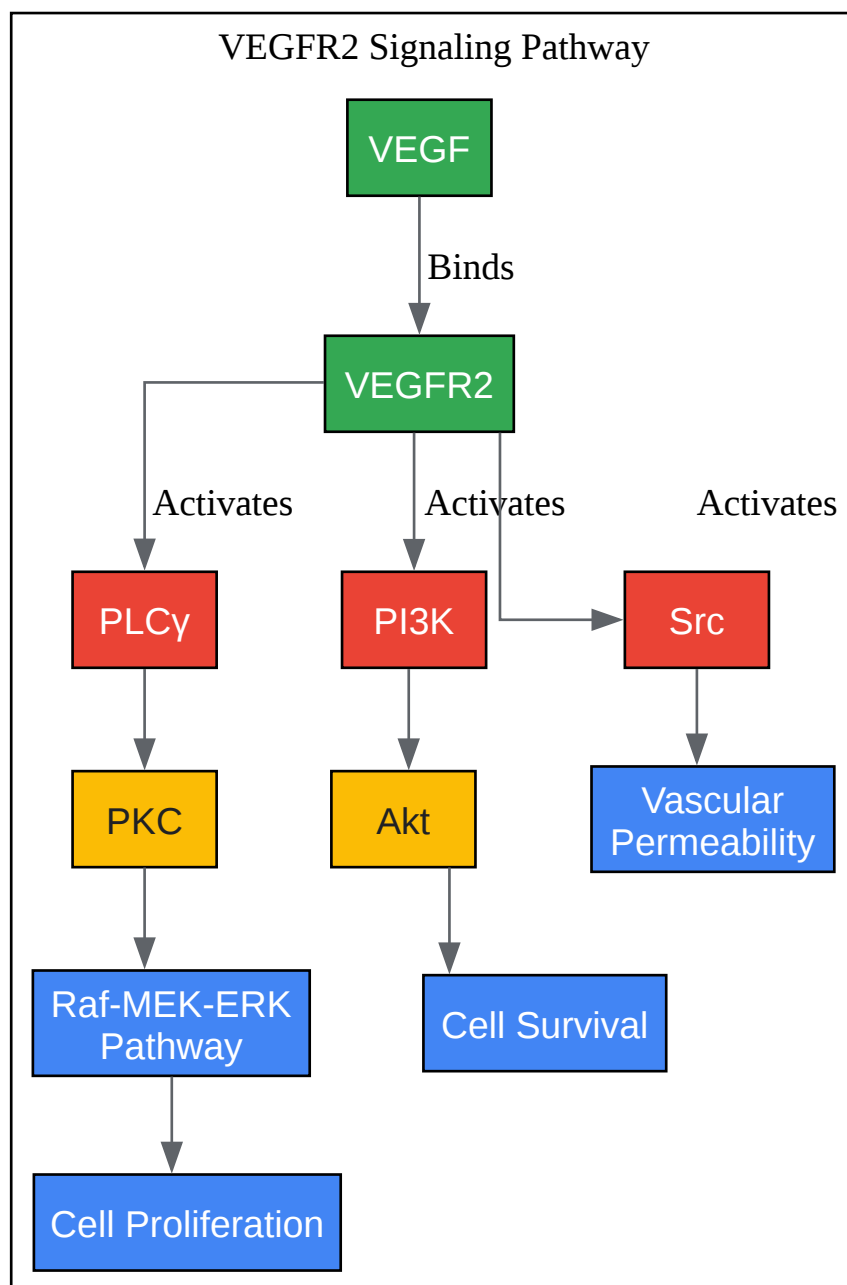 VEGFR2 Signaling Pathway
VEGF
Binds
VEGFR2
Activates
Activates
Activates
PLCγ
PI3K
Src
PKC
Akt
Vascular
Permeability
Raf-MEK-ERK
Pathway
Cell Survival
Cell Proliferation